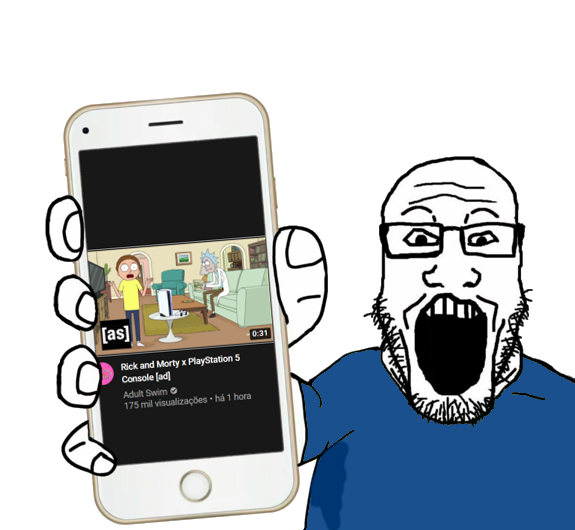 [as]
0:31
Rick and Morty x PlayStation 5
Console [ad]
Adult Swim
175 mil visualizações • há 1 hora